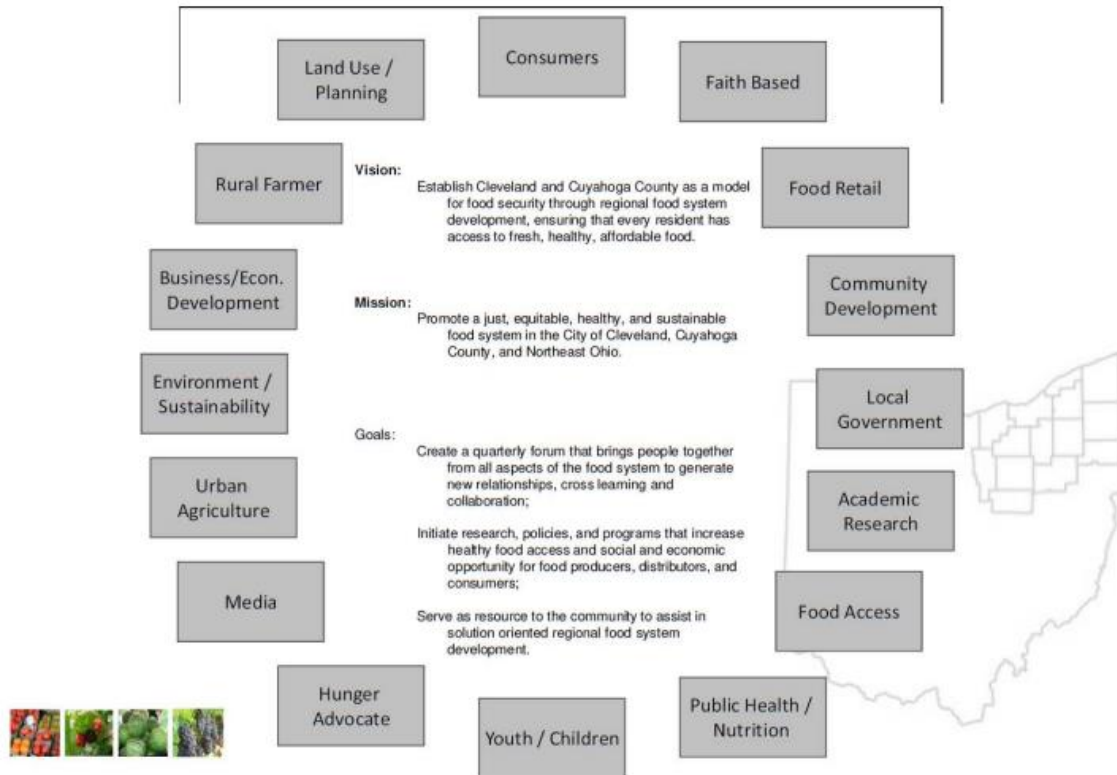 Consumers
Land Use /
Planning
Faith Based
Rural Farmer
Food Retail
Vision:
Establish Cleveland and Cuyahoga County as a model
for food security through regional food system
development, ensuring that every resident has
access to fresh, healthy, affordable food.
Business/Econ.
Development
Community
Development
Mission:
Promote a just, equitable, healthy, and sustainable
food system in the City of Cleveland, Cuyahoga
County, and Northeast Ohio.
Environment /
Sustainability
Local
Government
Goals:
Create a quarterly forum that brings people together
from all aspects of the food system to generate
new relationships, cross learning and
collaboration;
Urban
Agriculture
Academic
Research
Initiate research, policies, and programs that increase
healthy food access and social and economic
opportunity for food producers, distributors, and
consumers;
Media
Food Access
Serve as resource to the community to assist in
solution oriented regional food system
development.
Hunger
Advocate
Youth / Children
Public Health /
Nutrition